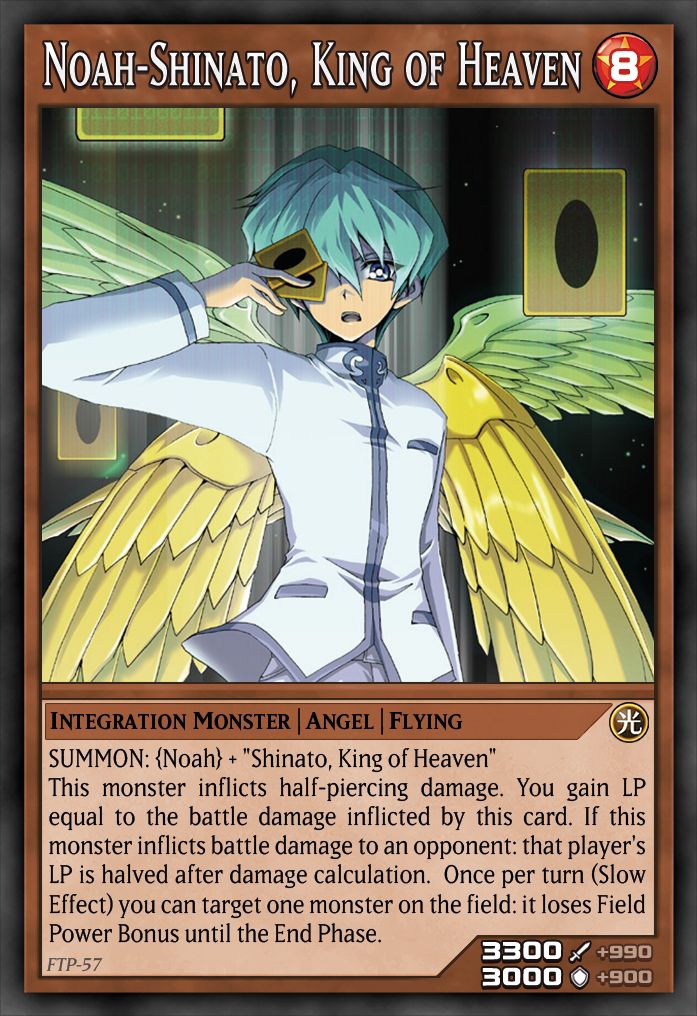 Noah-Shinato, King of Heaven 8
Integration Monster | Angel | Flying 光
SUMMON: {Noah} + "Shinato, King of Heaven"
This monster inflicts half-piercing damage. You gain LP
equal to the battle damage inflicted by this card. If this
monster inflicts battle damage to an opponent: that player's
LP is halved after damage calculation. Once per turn (Slow
Effect) you can target one monster on the field: it loses Field
Power Bonus until the End Phase.
3300 +990
FTP-57
3000 +900